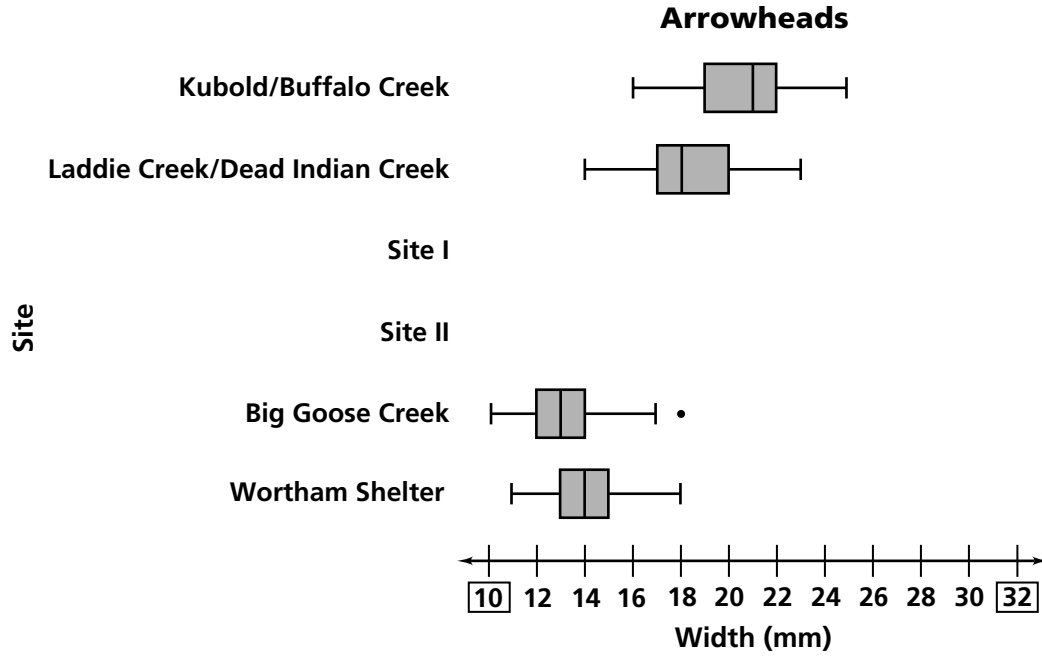 Arrowheads
Kubold/Buffalo Creek
Laddie Creek/Dead Indian Creek
Site I
Site
Site II
Big Goose Creek
Wortham Shelter
10 12 14 16 18 20 22 24 26 28 30 32
Width (mm)